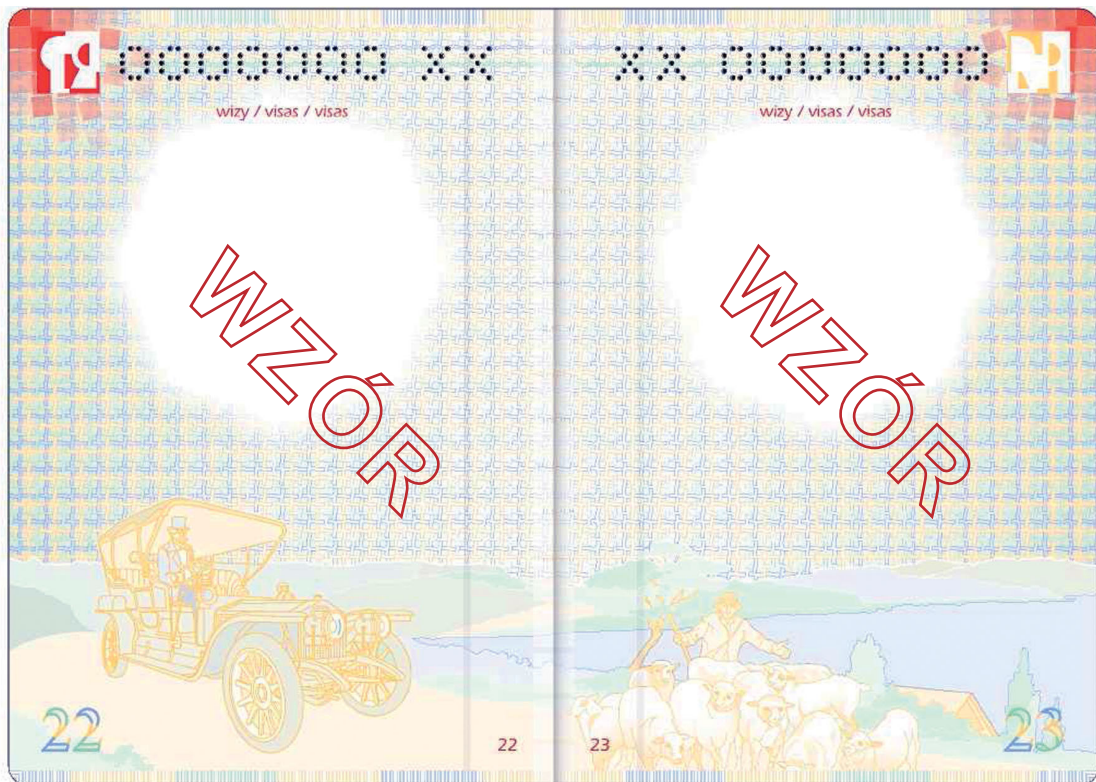 0000000 XX
wizy / visas / visas
WZÓR
22
22
XX 0000000
wizy / visas / visas
WZÓR
23
23